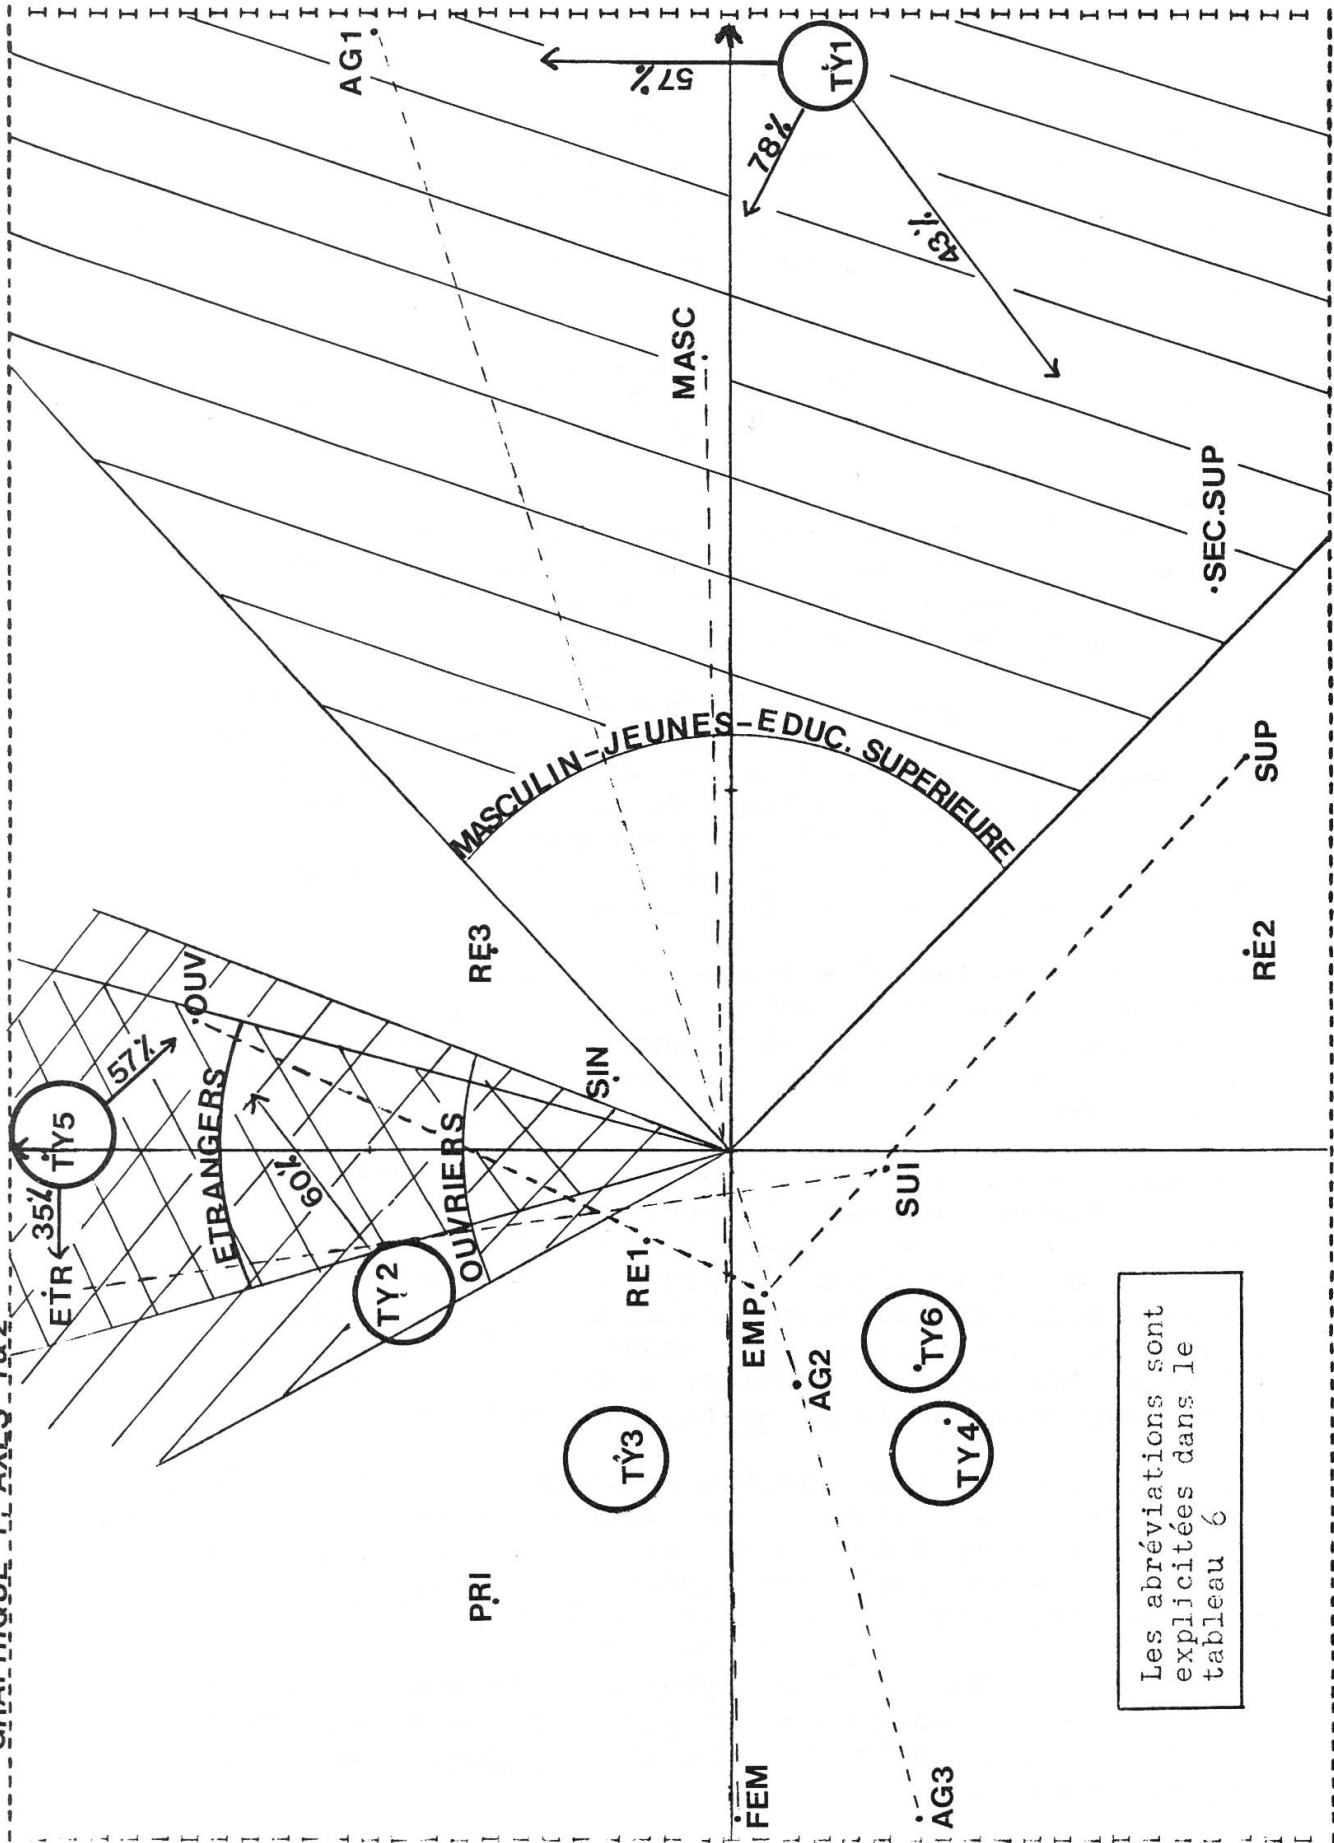 ETR
35%
TY5
57%
OUV
ETRANGERS
60%
AG1
TY2
OUVRIERS
PRI
RE3
SIN
TY3
RE1
57%
MASC
MASCULIN-JEUNES-EDUC. SUPERIEURE
FEM
EMP
78%
AG2
TY1
SUI
TY6
43%
AG3
TY4
SEC.SUP
RE2
SUP
Les abréviations sont
explicitées dans le
tableau 6